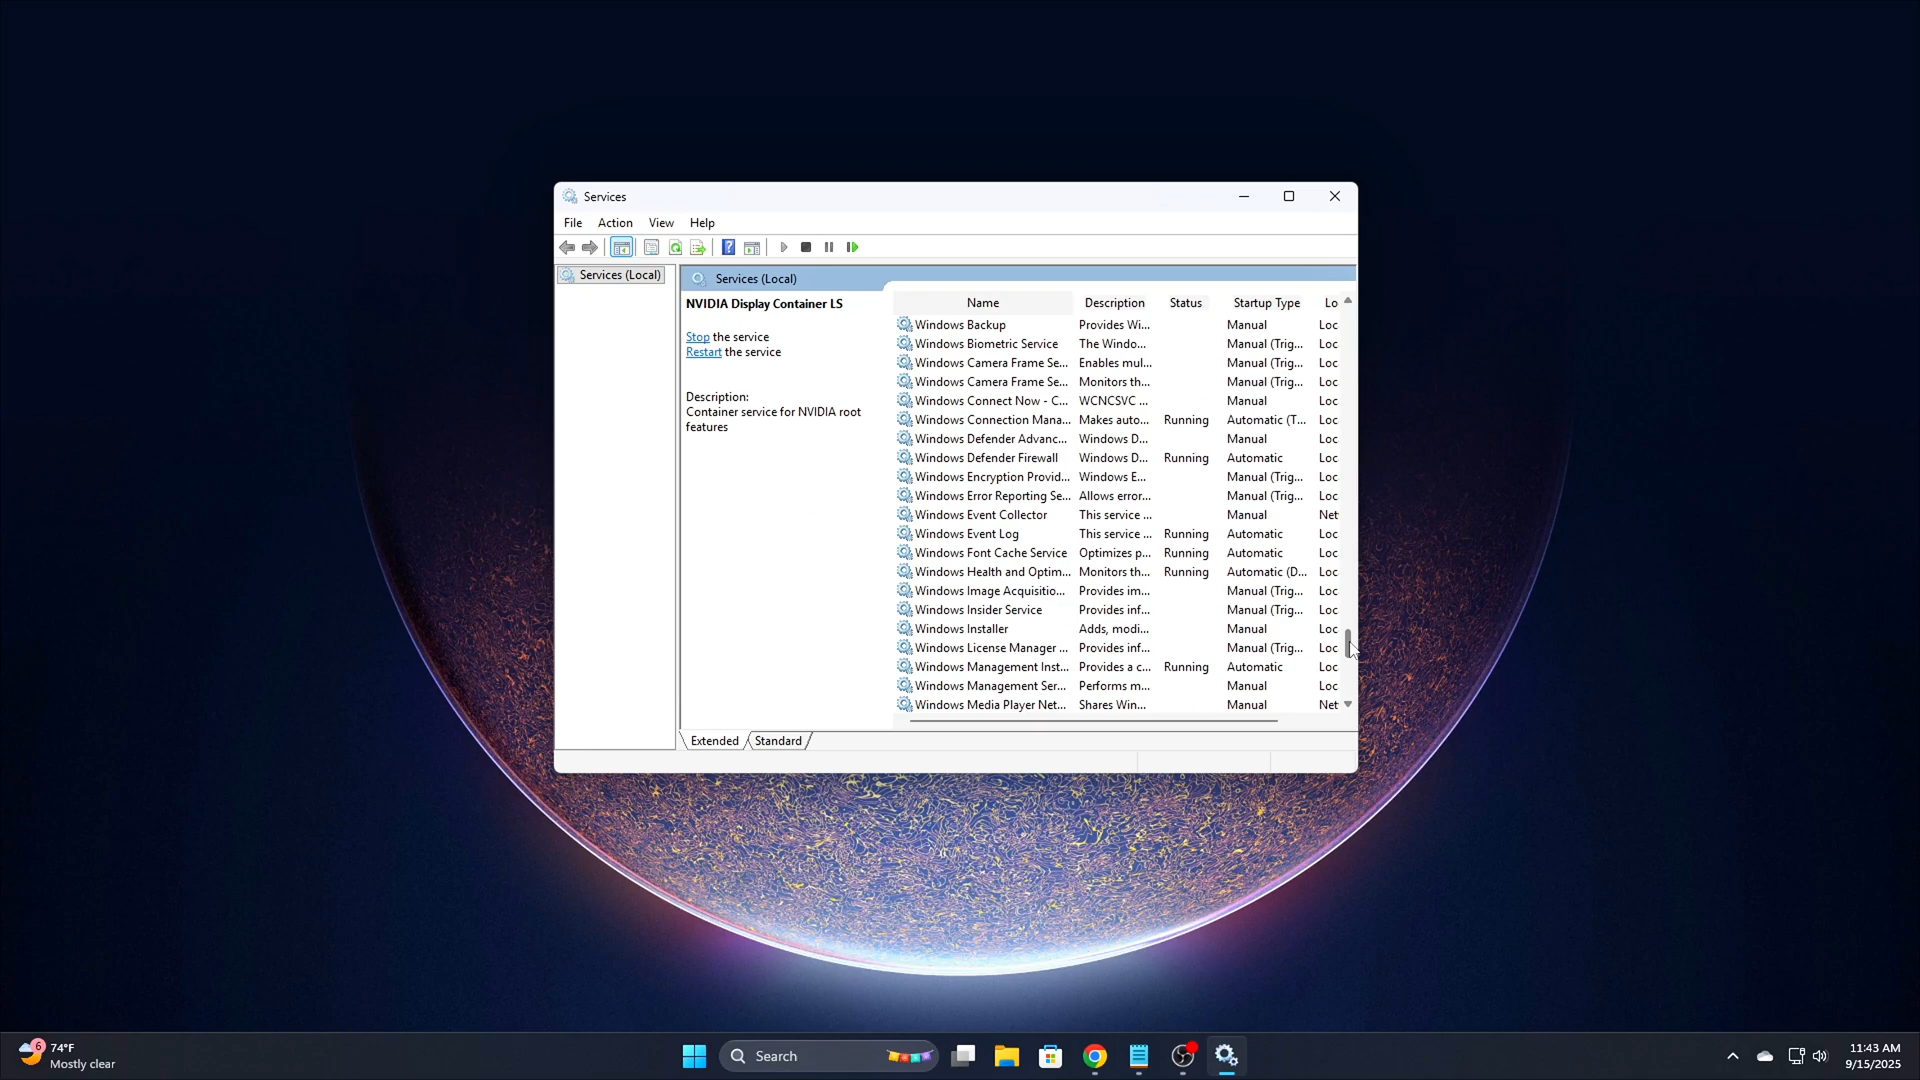 Services
File Action View Help
Services (Local)
Services (Local)
NVIDIA Display Container LS
Stop the service
Restart the service
Description:
Container service for NVIDIA root
features
Name Description Status Startup Type Lo
Windows Backup Provides Wi... Manual Loc
Windows Biometric Service The Windo... Manual (Trig... Loc
Windows Camera Frame Se... Enables mul... Manual (Trig... Loc
Windows Camera Frame Se... Monitors th... Manual (Trig... Loc
Windows Connect Now - C... WCNCSVC ... Manual Loc
Windows Connection Mana... Makes auto... Running Automatic (T... Loc
Windows Defender Advanc... Windows D... Manual Loc
Windows Defender Firewall Windows D... Running Automatic Loc
Windows Encryption Provid... Windows E... Manual (Trig... Loc
Windows Error Reporting Se... Allows error... Manual (Trig... Loc
Windows Event Collector This service ... Manual Net
Windows Event Log This service ... Running Automatic Loc
Windows Font Cache Service Optimizes p... Running Automatic Loc
Windows Health and Optim... Monitors th... Running Automatic (D... Loc
Windows Image Acquisitio... Provides im... Manual (Trig... Loc
Windows Insider Service Provides inf... Manual (Trig... Loc
Windows Installer Adds, modi... Manual Loc
Windows License Manager ... Provides inf... Manual (Trig... Loc
Windows Management Inst... Provides a c... Running Automatic Loc
Windows Management Ser... Performs m... Manual Loc
Windows Media Player Net... Shares Win... Manual Net
Extended Standard
6
74°F
Mostly clear
Search
11:43 AM
9/15/2025